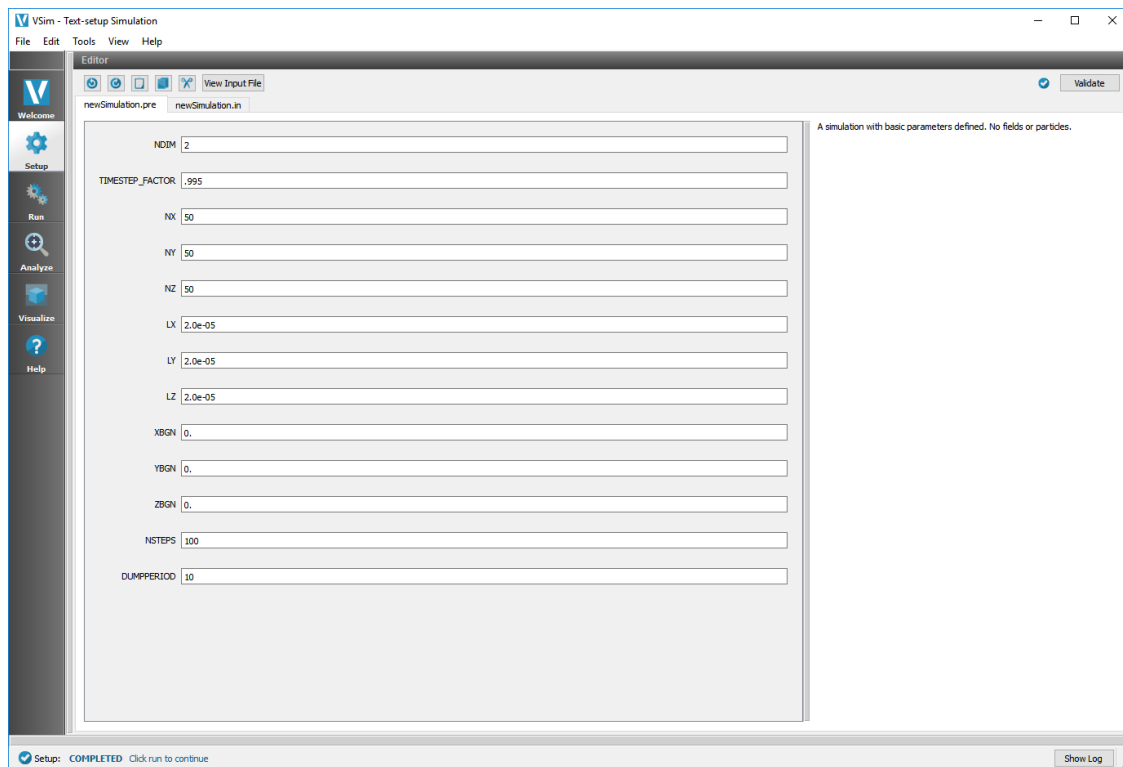 VSim - Text-setup Simulation
File Edit Tools View Help
Editor
View Input File
Validate
newSimulation.pre newSimulation.in
Welcome
Setup
Run
Analyze
Visualize
Help
NDIM 2
TIMESTEP_FACTOR .995
NX 50
NY 50
NZ 50
LX 2.0e-05
LY 2.0e-05
LZ 2.0e-05
XBGN 0.
YBGN 0.
ZBGN 0.
NSTEPS 100
DUMPPERIOD 10
A simulation with basic parameters defined. No fields or particles.
Setup: COMPLETED Click run to continue
Show Log